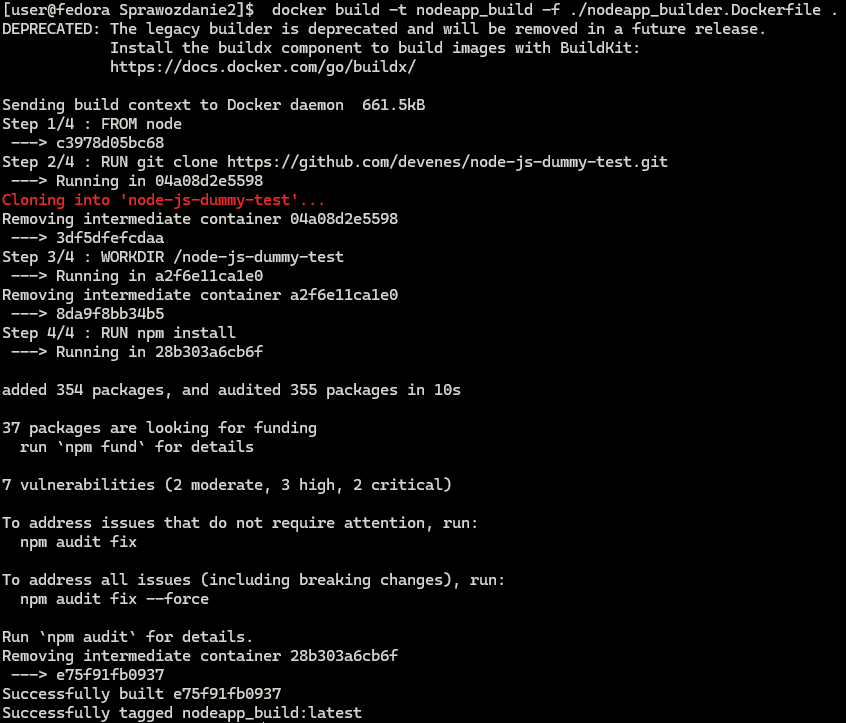 [user@fedora Sprawozdanie2]$  docker build -t nodeapp_build -f ./nodeapp_builder.Dockerfile .
DEPRECATED: The legacy builder is deprecated and will be removed in a future release.
            Install the buildx component to build images with BuildKit:
            https://docs.docker.com/go/buildx/

Sending build context to Docker daemon  661.5kB
Step 1/4 : FROM node
 ---> c3978d05bc68
Step 2/4 : RUN git clone https://github.com/devenes/node-js-dummy-test.git
 ---> Running in 04a08d2e5598
Cloning into 'node-js-dummy-test'...
Removing intermediate container 04a08d2e5598
 ---> 3df5dfefcdaa
Step 3/4 : WORKDIR /node-js-dummy-test
 ---> Running in a2f6e11ca1e0
Removing intermediate container a2f6e11ca1e0
 ---> 8da9f8bb34b5
Step 4/4 : RUN npm install
 ---> Running in 28b303a6cb6f

added 354 packages, and audited 355 packages in 10s

37 packages are looking for funding
  run `npm fund` for details

7 vulnerabilities (2 moderate, 3 high, 2 critical)

To address issues that do not require attention, run:
  npm audit fix

To address all issues (including breaking changes), run:
  npm audit fix --force

Run `npm audit` for details.
Removing intermediate container 28b303a6cb6f
 ---> e75f91fb0937
Successfully built e75f91fb0937
Successfully tagged nodeapp_build:latest